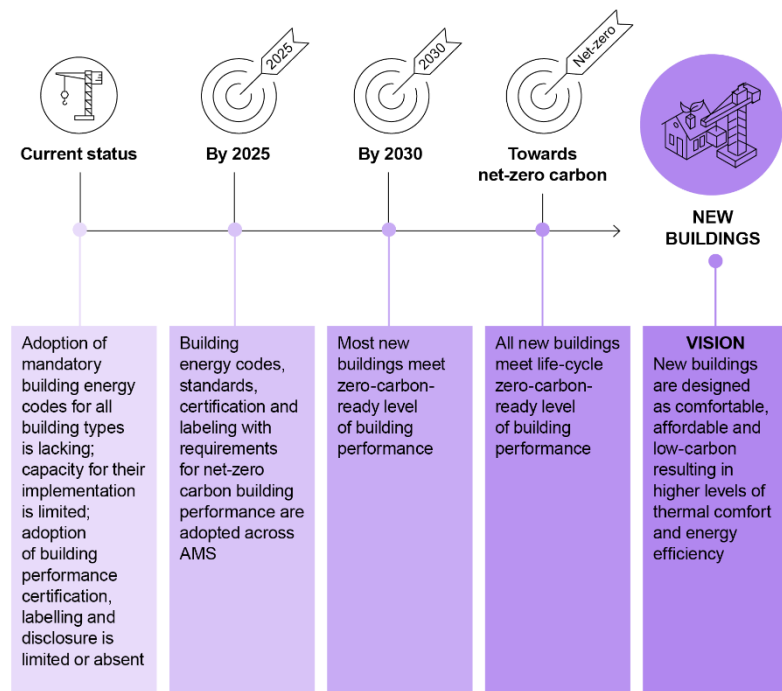 2025
2030
Net-zero
Current status
By 2025
By 2030
Towards
net-zero carbon
NEW
BUILDINGS
Adoption of
mandatory
building energy
codes for all
building types
is lacking;
capacity for their
implementation
is limited;
adoption
of building
performance
certification,
labelling and
disclosure is
limited or absent
Building
energy codes,
standards,
certification and
labeling with
requirements
for net-zero
carbon building
performance are
adopted across
AMS
Most new
buildings meet
zero-carbon-
ready level
of building
performance
All new buildings
meet life-cycle
zero-carbon-
ready level
of building
performance
VISION
New buildings
are designed
as comfortable,
affordable and
low-carbon
resulting in
higher levels of
thermal comfort
and energy
efficiency